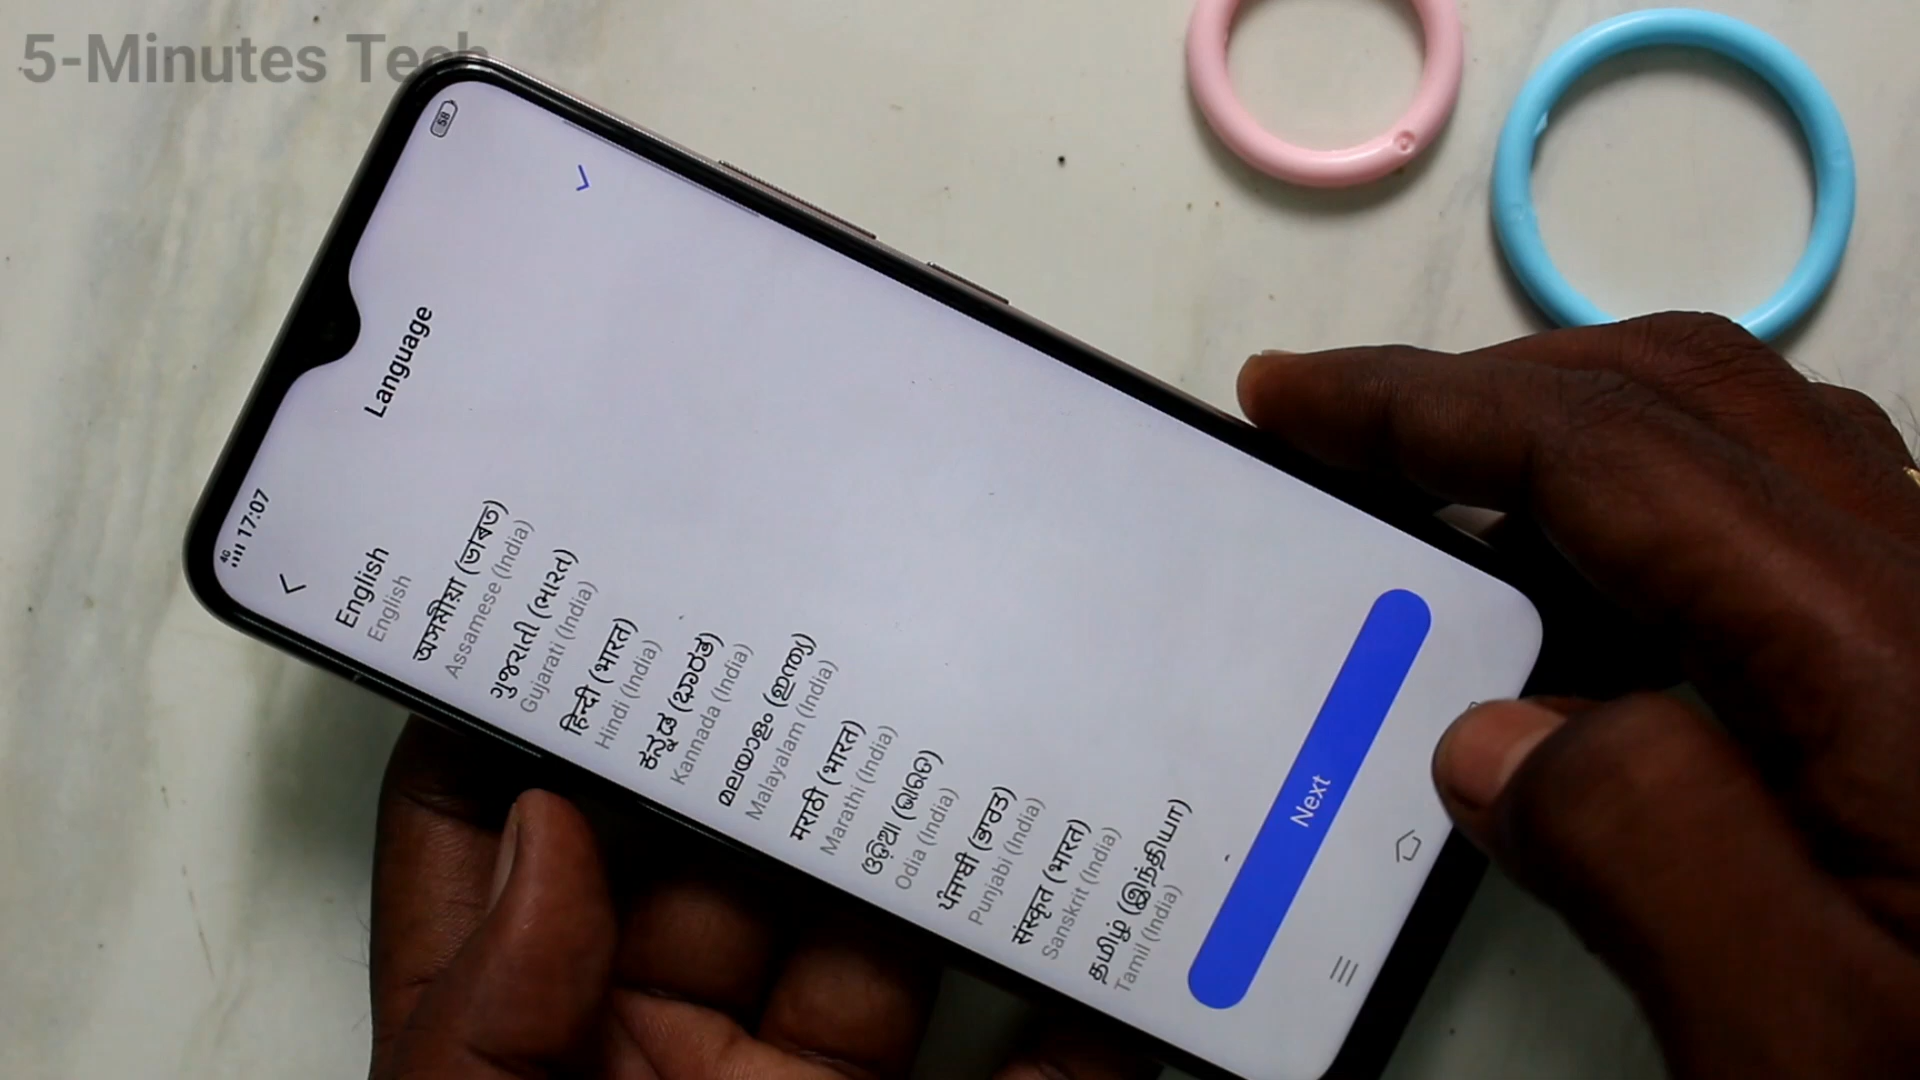 5-Minutes Tech
4G 17:07
58
Language
English
English
অসমীয়া (ভাৰত)
Assamese (India)
ગુજરાતી (ભારત)
Gujarati (India)
हिन्दी (भारत)
Hindi (India)
ಕನ್ನಡ (ಭಾರತ)
Kannada (India)
മലയാളം (ഇന്ത്യ)
Malayalam (India)
मराठी (भारत)
Marathi (India)
ଓଡ଼ିଆ (ଭାରତ)
Odia (India)
ਪੰਜਾਬੀ (ਭਾਰਤ)
Punjabi (India)
संस्कृत (भारत)
Sanskrit (India)
தமிழ் (இந்தியா)
Tamil (India)
Next